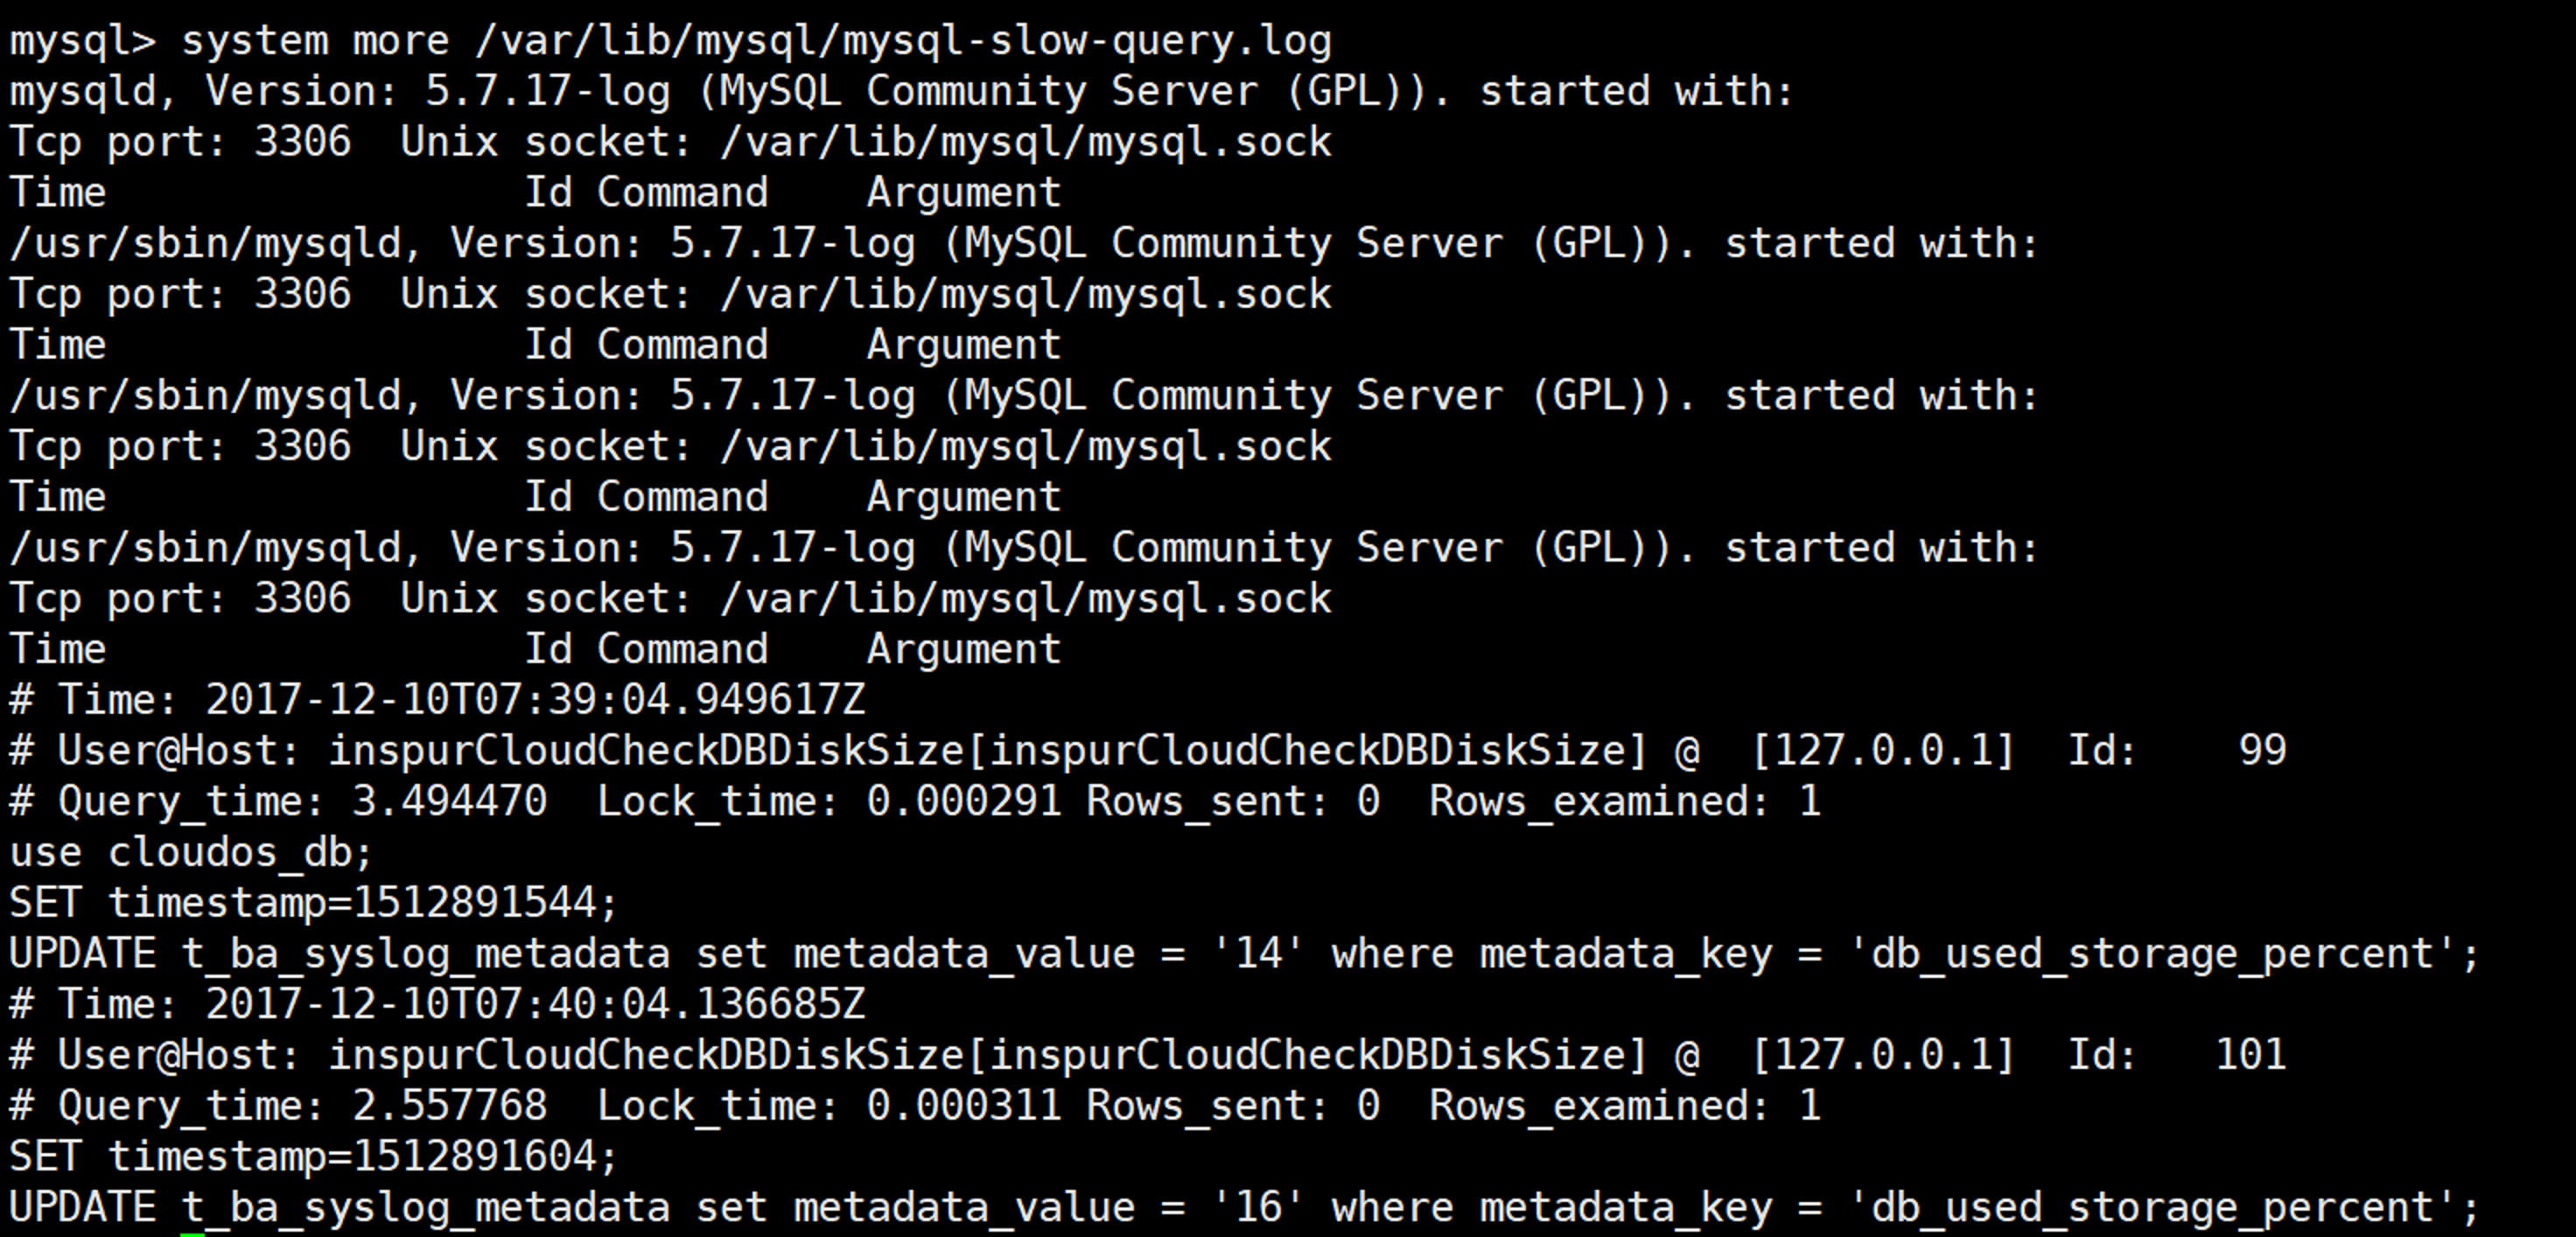 mysql> system more /var/lib/mysql/mysql-slow-query.log
mysqld, Version: 5.7.17-log (MySQL Community Server (GPL)). started with:
Tcp port: 3306  Unix socket: /var/lib/mysql/mysql.sock
Time                 Id Command    Argument
/usr/sbin/mysqld, Version: 5.7.17-log (MySQL Community Server (GPL)). started with:
Tcp port: 3306  Unix socket: /var/lib/mysql/mysql.sock
Time                 Id Command    Argument
/usr/sbin/mysqld, Version: 5.7.17-log (MySQL Community Server (GPL)). started with:
Tcp port: 3306  Unix socket: /var/lib/mysql/mysql.sock
Time                 Id Command    Argument
/usr/sbin/mysqld, Version: 5.7.17-log (MySQL Community Server (GPL)). started with:
Tcp port: 3306  Unix socket: /var/lib/mysql/mysql.sock
Time                 Id Command    Argument
# Time: 2017-12-10T07:39:04.949617Z
# User@Host: inspurCloudCheckDBDiskSize[inspurCloudCheckDBDiskSize] @  [127.0.0.1]  Id:    99
# Query_time: 3.494470  Lock_time: 0.000291 Rows_sent: 0  Rows_examined: 1
use cloudos_db;
SET timestamp=1512891544;
UPDATE t_ba_syslog_metadata set metadata_value = '14' where metadata_key = 'db_used_storage_percent';
# Time: 2017-12-10T07:40:04.136685Z
# User@Host: inspurCloudCheckDBDiskSize[inspurCloudCheckDBDiskSize] @  [127.0.0.1]  Id:   101
# Query_time: 2.557768  Lock_time: 0.000311 Rows_sent: 0  Rows_examined: 1
SET timestamp=1512891604;
UPDATE t_ba_syslog_metadata set metadata_value = '16' where metadata_key = 'db_used_storage_percent';